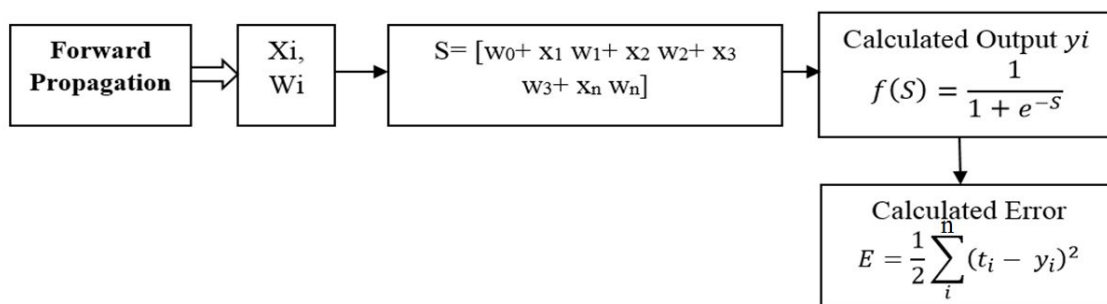 Forward
Propagation
Xi,
Wi
S= [w₀+ x₁ w₁+ x₂ w₂+ x₃
w₃+ xₙ wₙ]
Calculated Output yi
f(S) = 1 / (1 + e^−S)
Calculated Error
E = 1/2 ∑ᵢⁿ (tᵢ − yᵢ)²